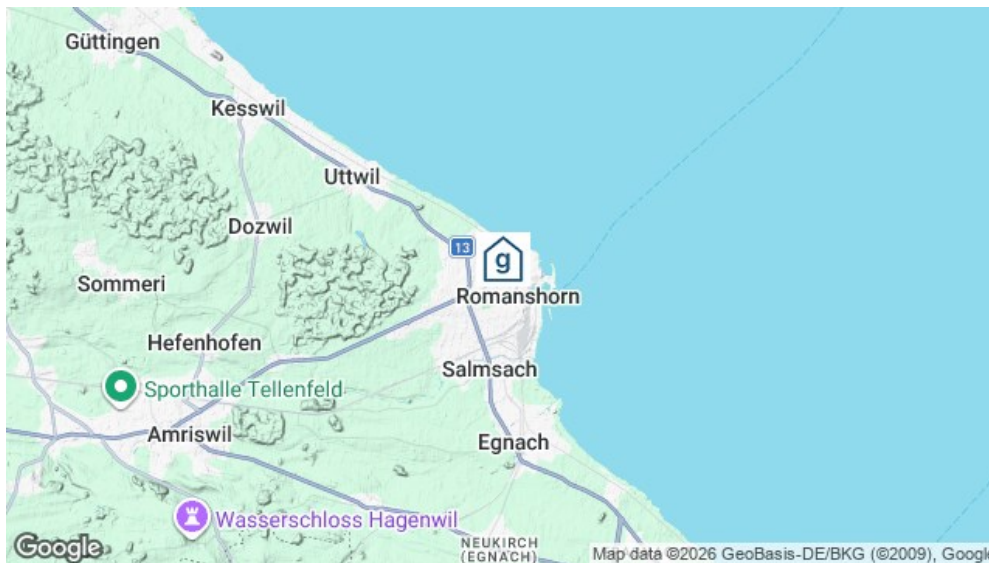 Güttingen
Kesswil
Uttwil
Dozwil
13
g
Sommeri
Romanshorn
Hefenhofen
Salmsach
Sporthalle Tellenfeld
Amriswil
Egnach
Wasserschloss Hagenwil
NEUKIRCH
(EGNACH)
Google
Map data ©2026 GeoBasis-DE/BKG (©2009), Google